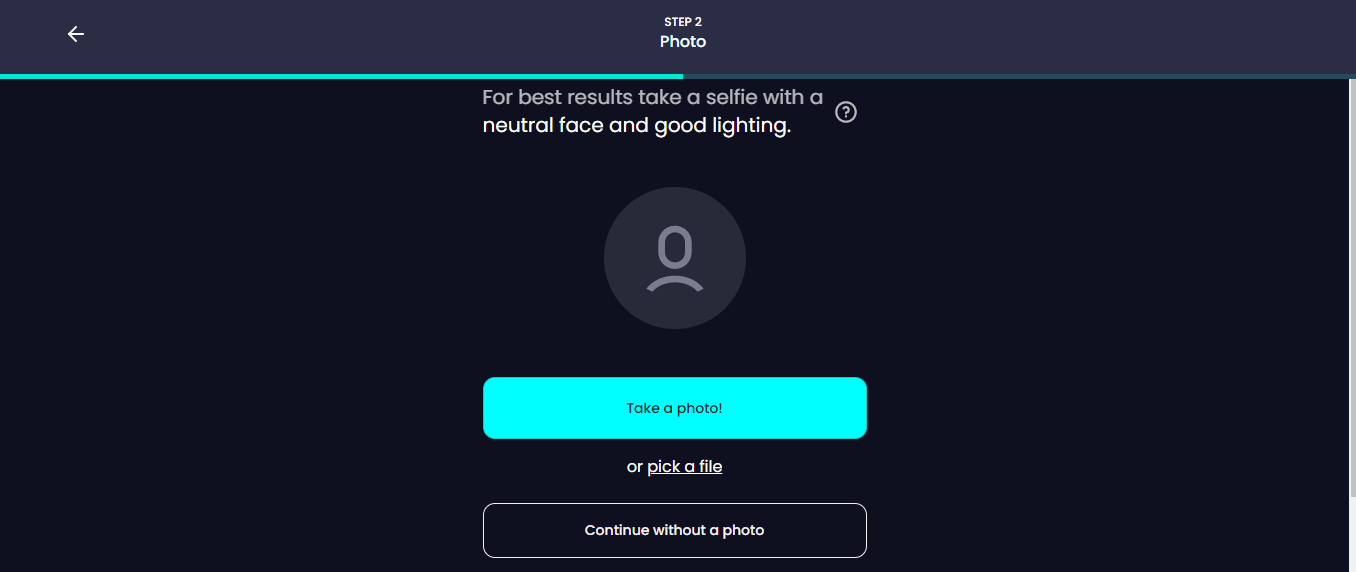 STEP 2
Photo
For best results take a selfie with a
neutral face and good lighting.
?
Take a photo!
or pick a file
Continue without a photo